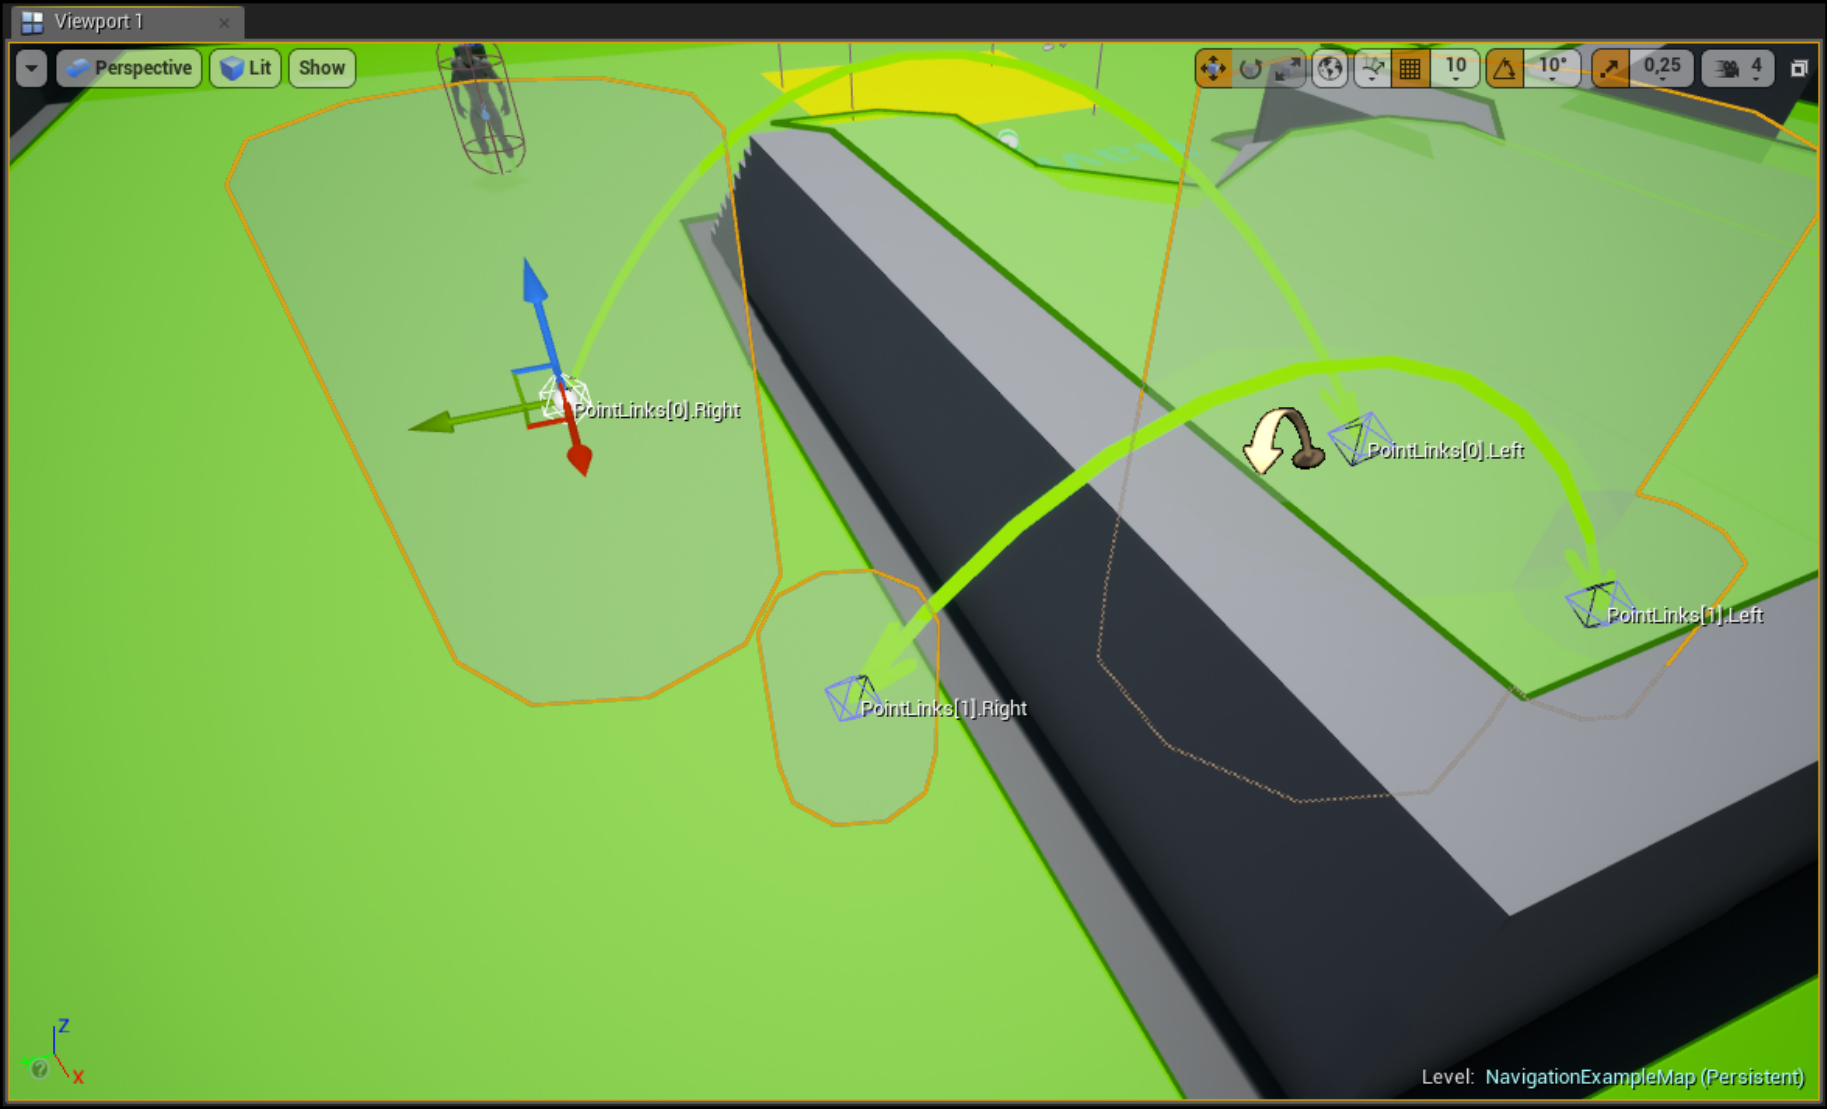 Viewport 1
Perspective Lit Show 10 10° 0,25 4
PointLinks[0].Right
PointLinks[0].Left
PointLinks[1].Left
PointLinks[1].Right
Z
X
?
Level: NavigationExampleMap (Persistent)